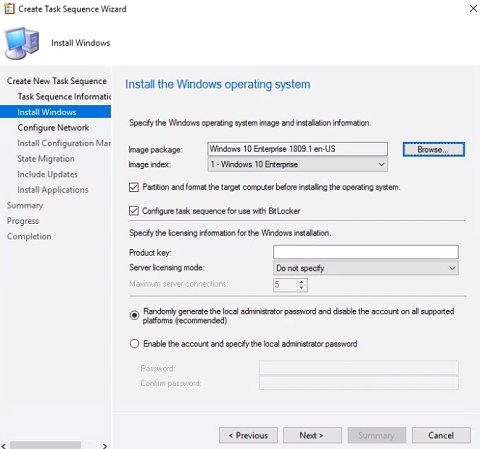 Create Task Sequence Wizard
Install Windows
Create New Task Sequence
Task Sequence Informatic
Install Windows
Configure Network
Install Configuration Mar
State Migration
Include Updates
Install Applications
Summary
Progress
Completion
Install the Windows operating system
Specify the Windows operating system image and installation information.
Image package: Windows 10 Enterprise 1809.1 en-US Browse...
Image index: 1 - Windows 10 Enterprise
Partition and format the target computer before installing the operating system.
Configure task sequence for use with BitLocker
Specify the licensing information for the Windows installation.
Product key:
Server licensing mode: Do not specify
Maximum server connections: 5
Randomly generate the local administrator password and disable the account on all supported
platforms (recommended)
Enable the account and specify the local administrator password
Password:
Confirm password:
< Previous Next > Summary Cancel